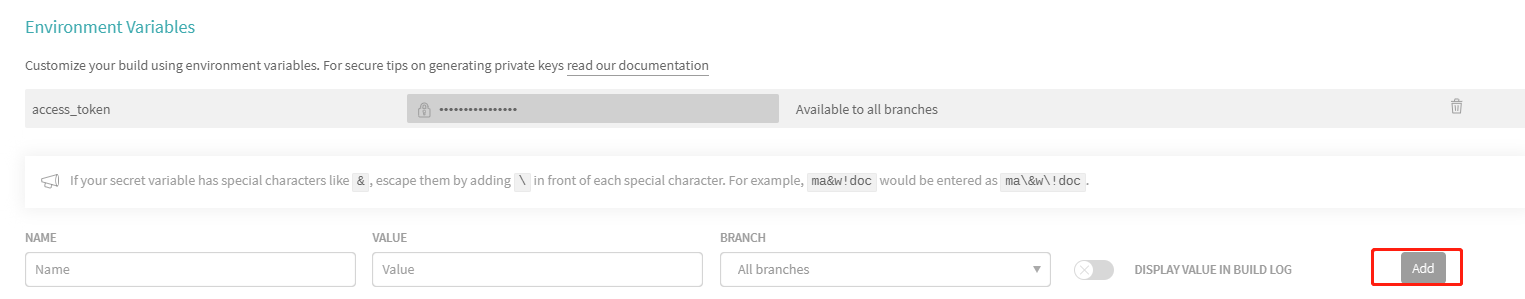 Environment Variables
Customize your build using environment variables. For secure tips on generating private keys read our documentation
access_token •••••••••••••••• Available to all branches
If your secret variable has special characters like &, escape them by adding \ in front of each special character. For example, ma&w!doc would be entered as ma\&w\!doc.
NAME VALUE BRANCH
Name Value All branches DISPLAY VALUE IN BUILD LOG Add